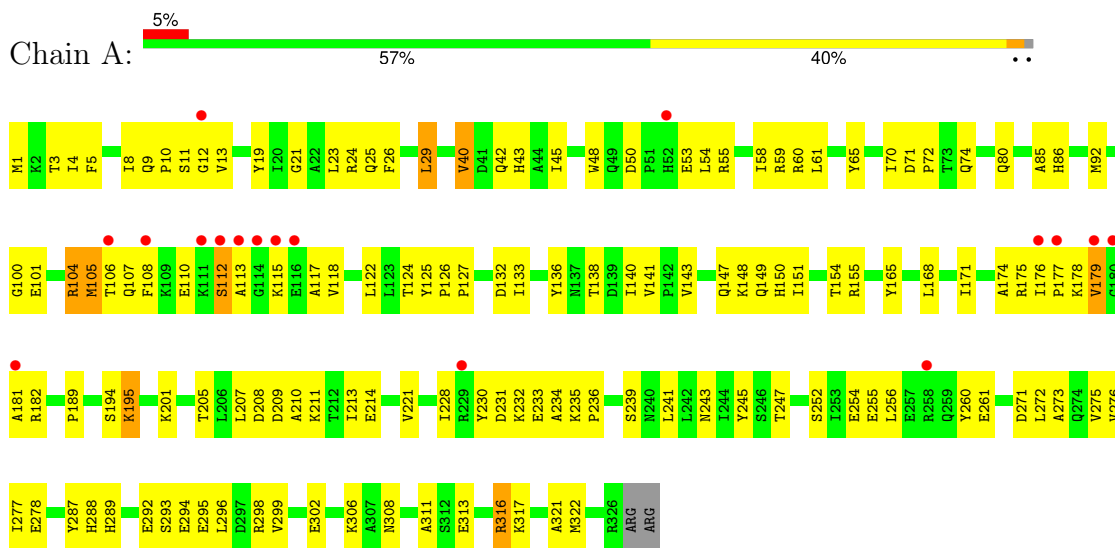 5%
Chain A:
57% 40% • •
M1 K2 T3 I4 F5 I8 Q9 P10 S11 G12 V13 Y19 I20 G21 A22 L23 R24 Q25 F26 L29 V40 D41 Q42 H43 A44 I45 W48 Q49 D50 P51 H52 E53 L54 R55 I58 R59 R60 L61 Y65 I70 D71 P72 T73 Q74 Q80 A85 H86 M92
G100 E101 R104 M105 T106 Q107 F108 K109 E110 K111 S112 A113 G114 K115 E116 A117 V118 L122 L123 T124 Y125 P126 P127 D132 I133 Y136 N137 T138 D139 I140 V141 P142 V143 Q147 K148 Q149 H150 I151 T154 R155 Y165 L168 I171 A174 R175 I176 P177 K178 V179 G180
A181 R182 P189 S194 K195 K201 T205 L206 L207 D208 D209 A210 K211 T212 I213 E214 V221 I228 R229 Y230 D231 K232 E233 A234 K235 P236 S239 N240 L241 L242 N243 I244 Y245 S246 T247 S252 I253 E254 E255 L256 E257 R258 Q259 Y260 E261 D271 L272 A273 Q274 V275
I277 E278 Y287 H288 H289 E292 S293 E294 E295 L296 D297 R298 V299 E302 K306 A307 N308 A311 S312 E313 R316 K317 A321 M322 R326 ARG ARG